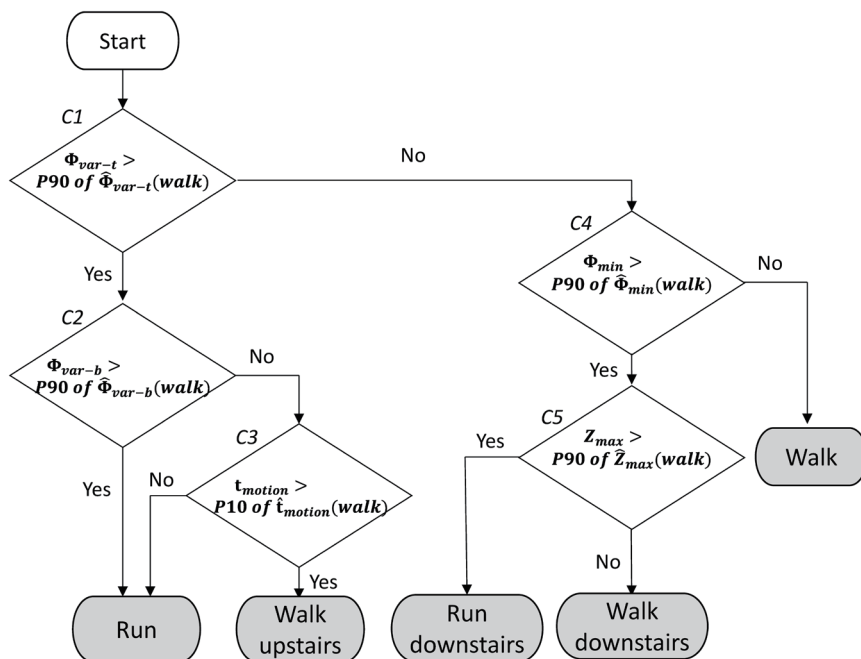 Start
C1
Φvar−t >
P90 of Φ̂var−t(walk)
No
Yes
C4
Φmin >
P90 of Φ̂min(walk)
No
Yes
C2
Φvar−b >
P90 of Φ̂var−b(walk)
No
Yes
C3
tmotion >
P10 of t̂motion(walk)
No
Yes
C5
Zmax >
P90 of Ẑmax(walk)
Yes
No
Walk
Run
Walk
upstairs
Run
downstairs
Walk
downstairs